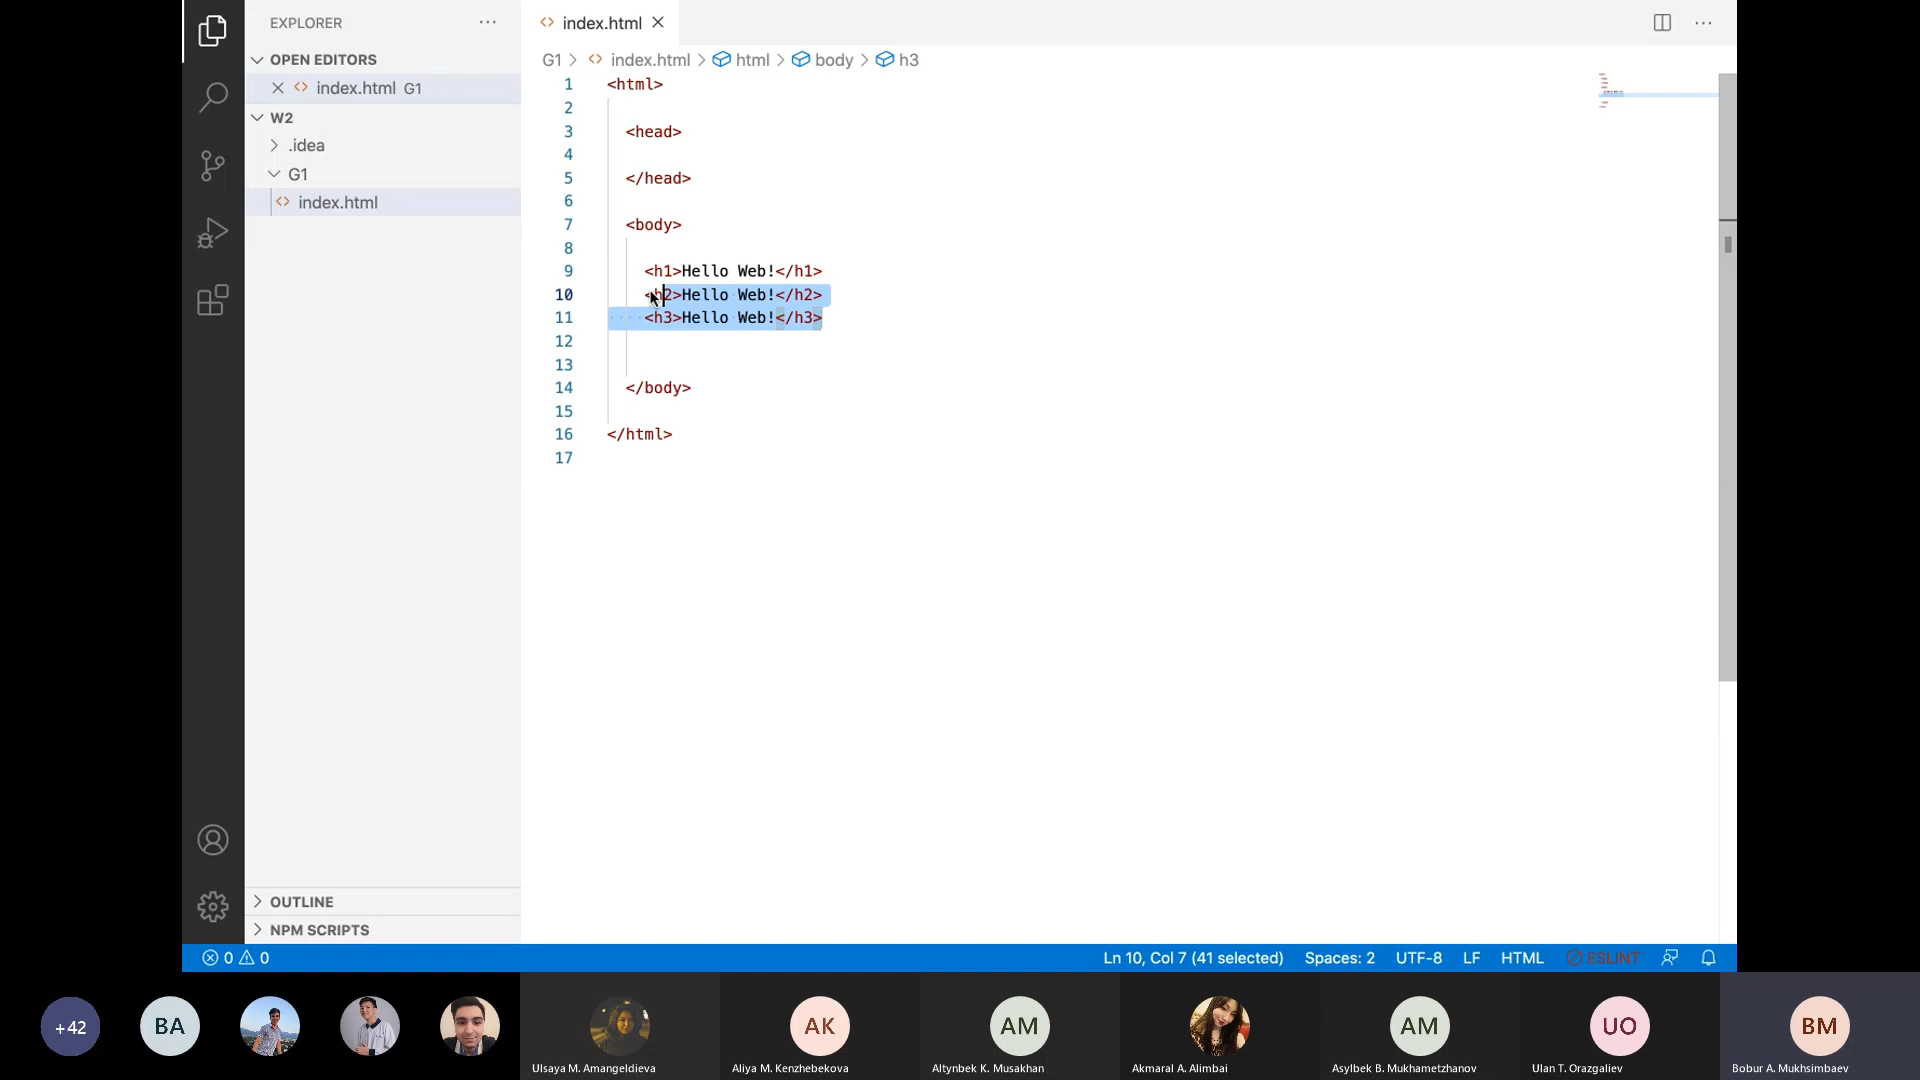 EXPLORER
OPEN EDITORS
index.html G1
W2
.idea
G1
index.html
OUTLINE
NPM SCRIPTS
index.html
G1 > index.html > html > body > h3
1 <html>
2
3 <head>
4
5 </head>
6
7 <body>
8
9 <h1>Hello Web!</h1>
10 <h2>Hello Web!</h2>
11 <h3>Hello Web!</h3>
12
13
14 </body>
15
16 </html>
17
0 0
Ln 10, Col 7 (41 selected) Spaces: 2 UTF-8 LF HTML ESLINT
+42
BA
Ulsaya M. Amangeldieva
AK
Aliya M. Kenzhebekova
AM
Altynbek K. Musakhan
Akmaral A. Alimbai
AM
Asylbek B. Mukhametzhanov
UO
Ulan T. Orazgaliev
BM
Bobur A. Mukhsimbaev